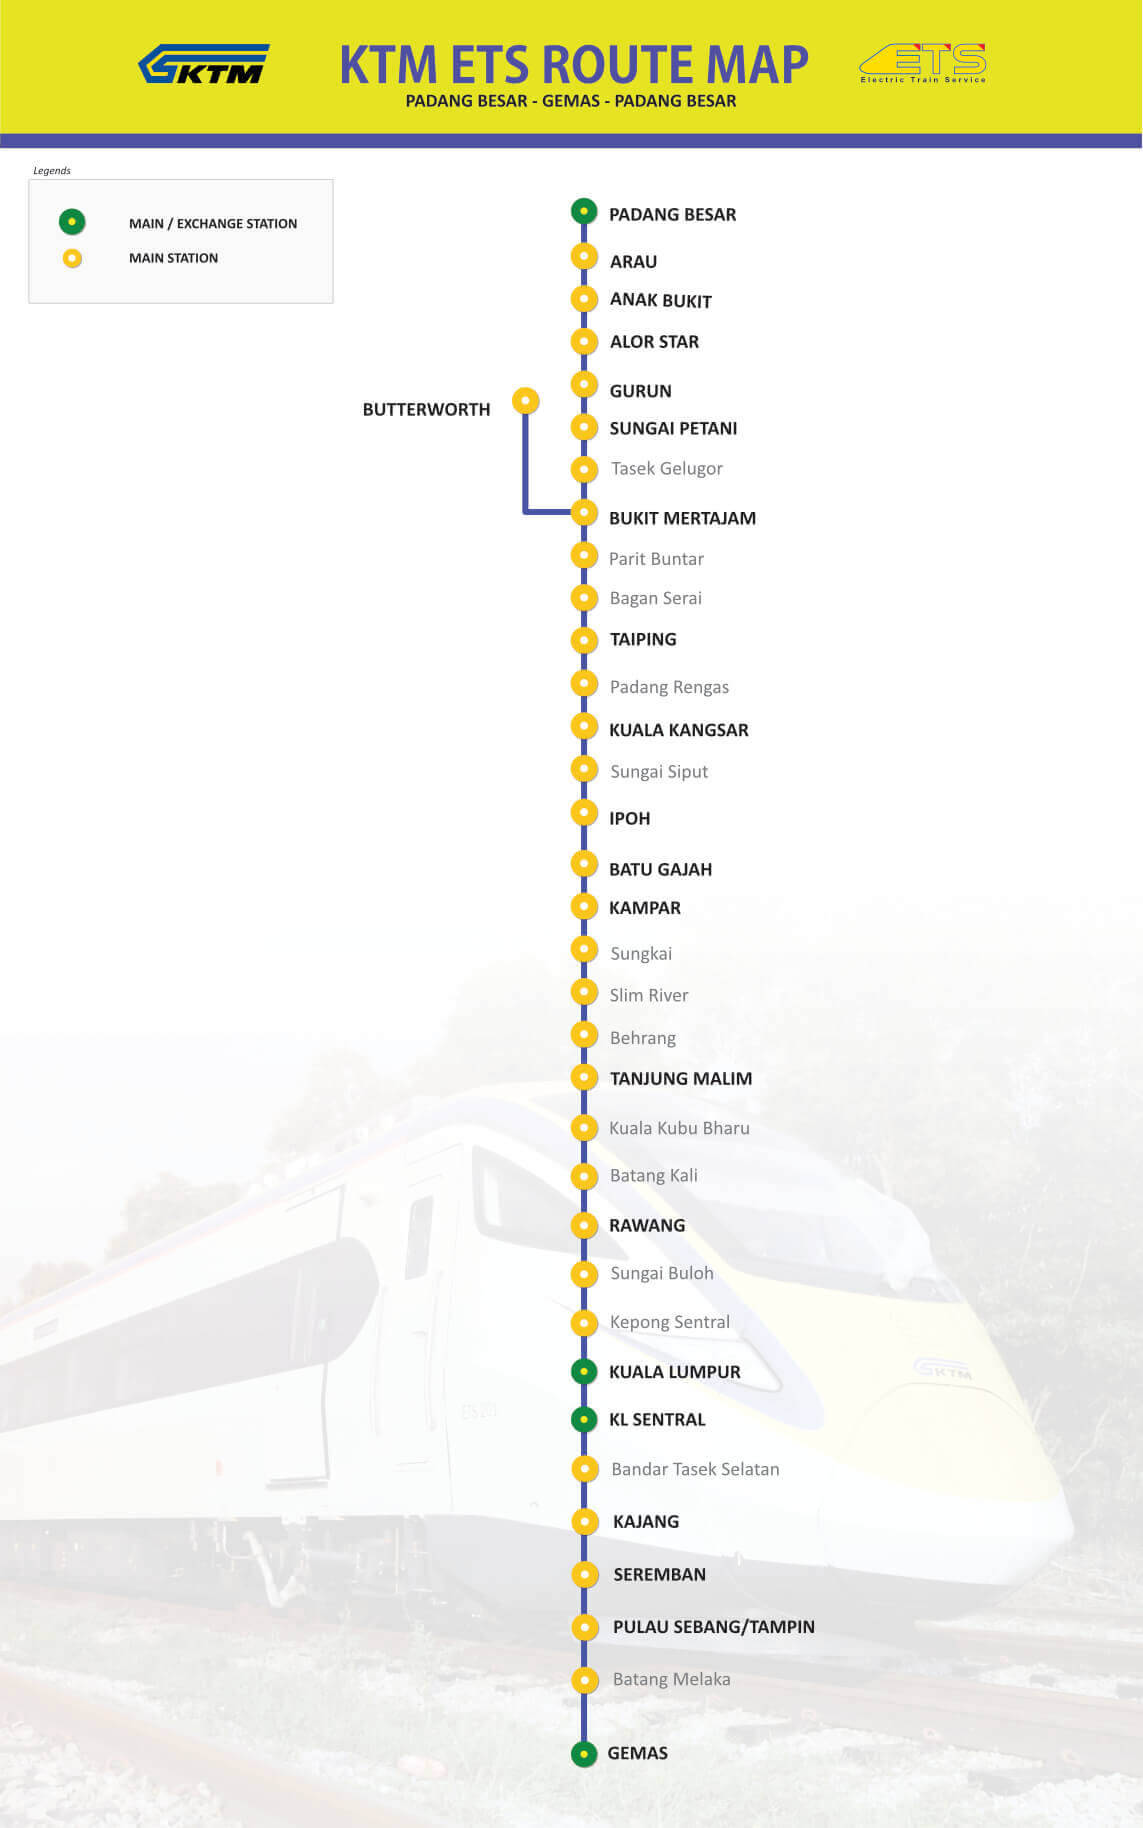 KTM
KTM ETS ROUTE MAP
ETS
Electric Train Service
PADANG BESAR - GEMAS - PADANG BESAR
Legends
MAIN / EXCHANGE STATION
MAIN STATION
PADANG BESAR
ARAU
ANAK BUKIT
ALOR STAR
GURUN
BUTTERWORTH
SUNGAI PETANI
Tasek Gelugor
BUKIT MERTAJAM
Parit Buntar
Bagan Serai
TAIPING
Padang Rengas
KUALA KANGSAR
Sungai Siput
IPOH
BATU GAJAH
KAMPAR
Sungkai
Slim River
Behrang
TANJUNG MALIM
Kuala Kubu Bharu
Batang Kali
RAWANG
Sungai Buloh
Kepong Sentral
KUALA LUMPUR
KTM
KL SENTRAL
Bandar Tasek Selatan
KAJANG
SEREMBAN
PULAU SEBANG/TAMPIN
Batang Melaka
GEMAS